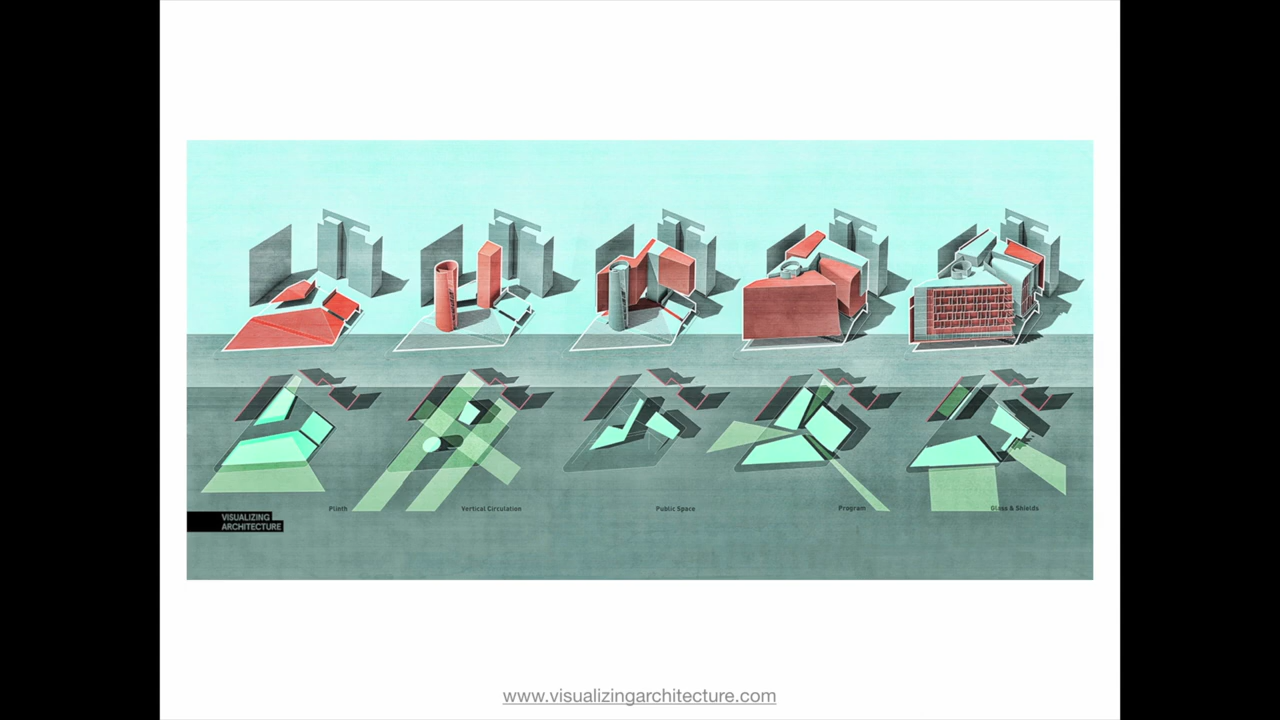 Plinth
Vertical Circulation
Public Space
Program
Glass & Shields
VISUALIZING
ARCHITECTURE
www.visualizingarchitecture.com